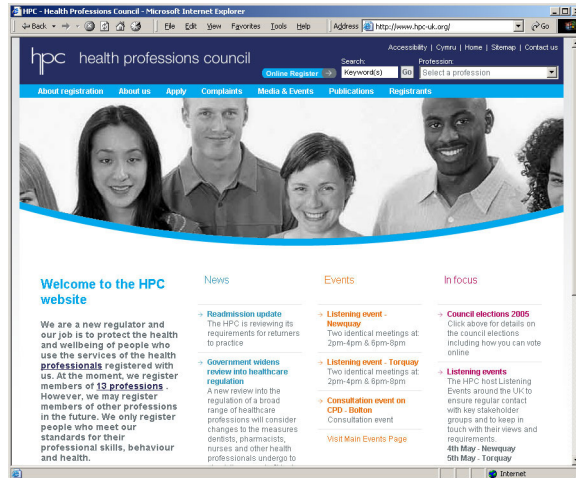 HPC - Health Professions Council - Microsoft Internet Explorer
Back File Edit View Favorites Tools Help Address http://www.hpc-uk.org/ Go
Accessibility | Cymru | Home | Sitemap | Contact us
hpc health professions council
Search: Profession:
Online Register Keyword(s) Go Select a profession
About registration About us Apply Complaints Media & Events Publications Registrants
Welcome to the HPC
website
We are a new regulator and
our job is to protect the health
and wellbeing of people who
use the services of the health
professionals registered with
us. At the moment, we register
members of 13 professions .
However, we may register
members of other professions
in the future. We only register
people who meet our
standards for their
professional skills, behaviour
and health.
News
Readmission update
The HPC is reviewing its
requirements for returners
to practice
Government widens
review into healthcare
regulation
A new review into the
regulation of a broad
range of healthcare
professions will consider
changes to the measures
dentists, pharmacists,
nurses and other health
professionals undergo to
Events
Listening event -
Newquay
Two identical meetings at
2pm-4pm & 6pm-8pm
Listening event - Torquay
Two identical meetings at
2pm-4pm & 6pm-8pm
Consultation event on
CPD - Bolton
Consultation event
Visit Main Events Page
In focus
Council elections 2005
Click above for details on
the council elections
including how you can vote
online
Listening events
The HPC host Listening
Events around the UK to
ensure regular contact
with key stakeholder
groups and to keep in
touch with their views and
requirements.
4th May - Newquay
5th May - Torquay
Internet